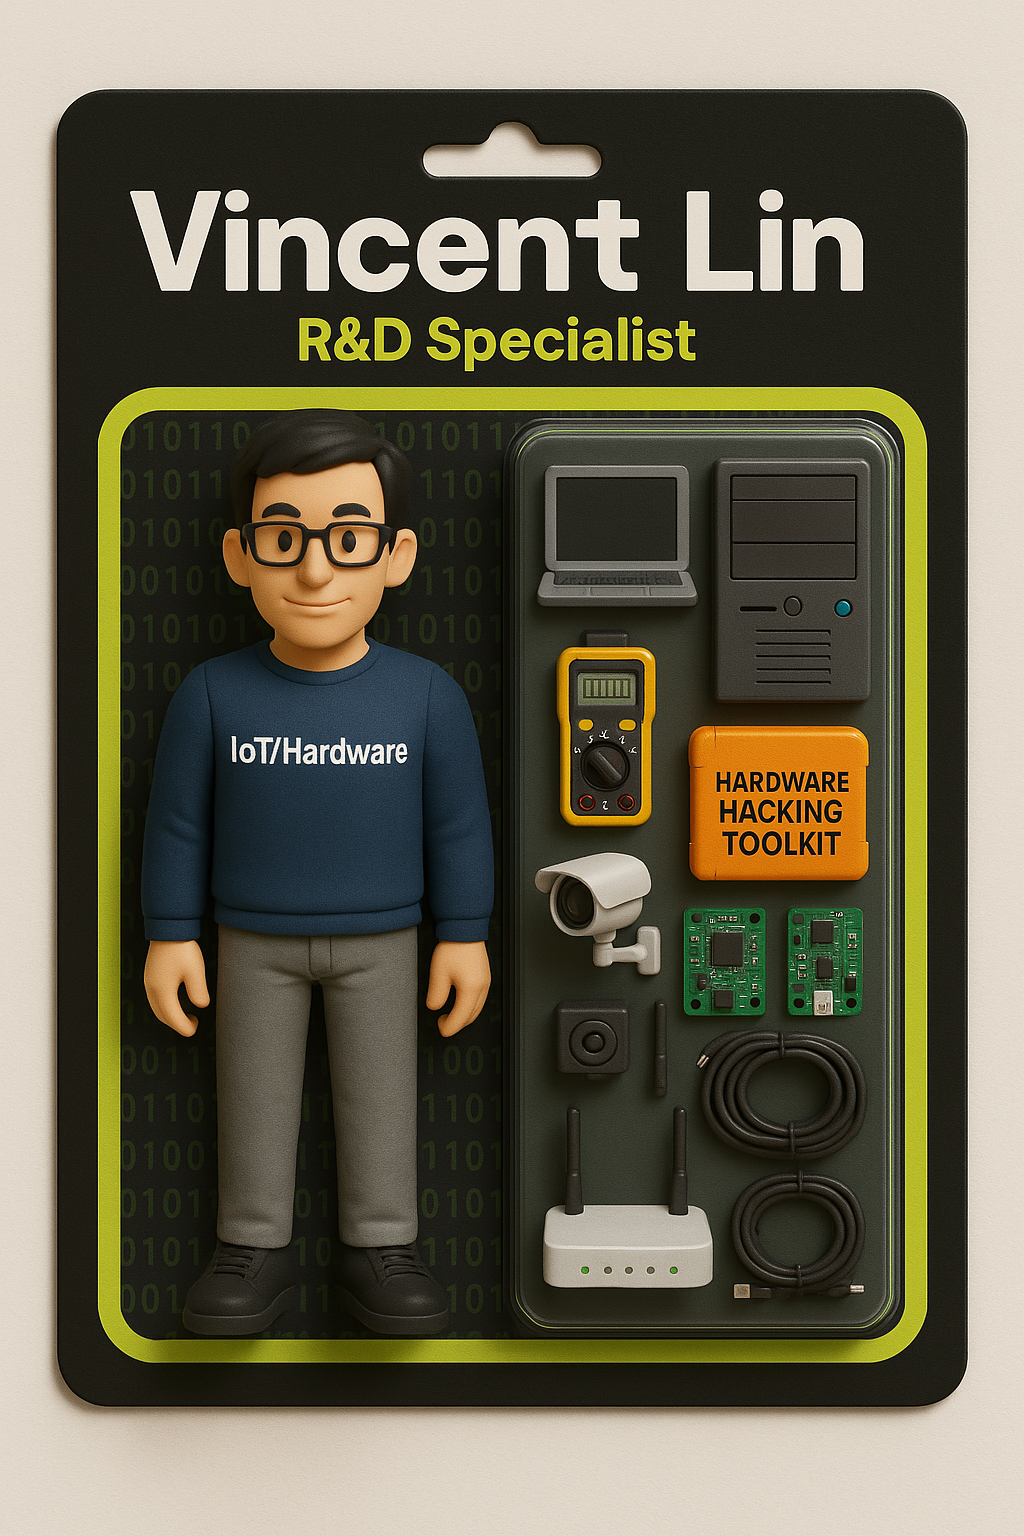 Vincent Lin
R&D Specialist
IoT/Hardware
HARDWARE
HACKING
TOOLKIT